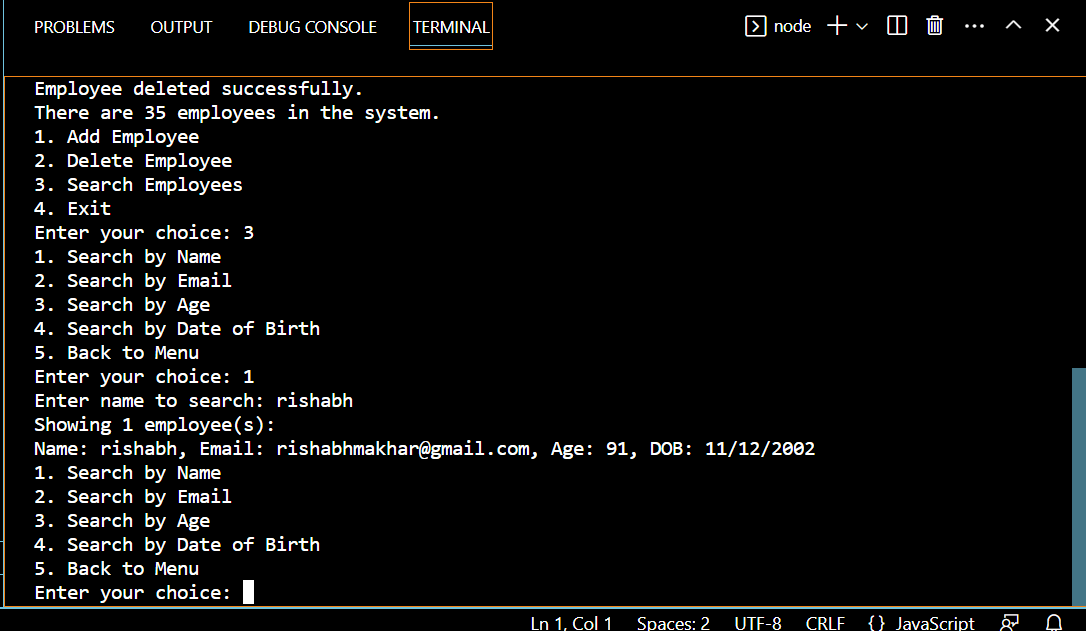 PROBLEMS OUTPUT DEBUG CONSOLE TERMINAL node
Employee deleted successfully.
There are 35 employees in the system.
1. Add Employee
2. Delete Employee
3. Search Employees
4. Exit
Enter your choice: 3
1. Search by Name
2. Search by Email
3. Search by Age
4. Search by Date of Birth
5. Back to Menu
Enter your choice: 1
Enter name to search: rishabh
Showing 1 employee(s):
Name: rishabh, Email: rishabhmakhar@gmail.com, Age: 91, DOB: 11/12/2002
1. Search by Name
2. Search by Email
3. Search by Age
4. Search by Date of Birth
5. Back to Menu
Enter your choice:
Ln 1, Col 1 Spaces: 2 UTF-8 CRLF {} JavaScript